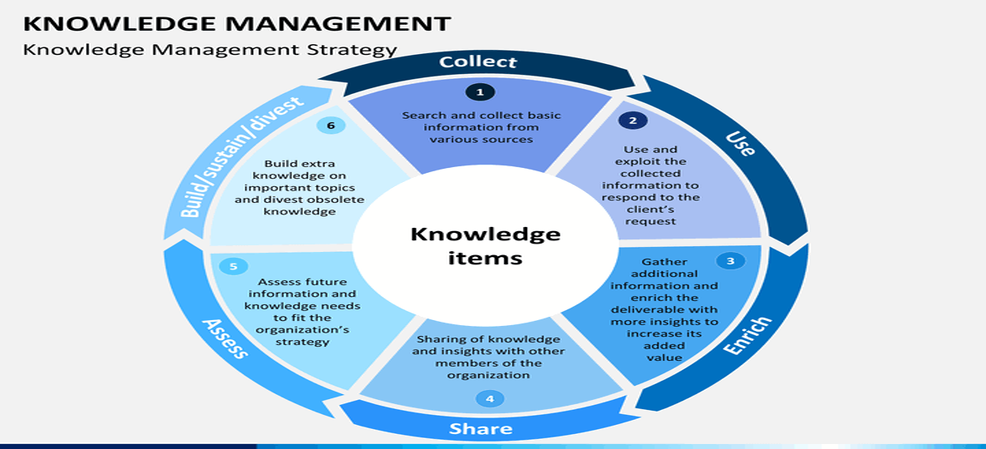 KNOWLEDGE MANAGEMENT
Knowledge Management Strategy
Collect
1
Search and collect basic
information from
various sources
Use
2
Use and
exploit the
collected
information to
respond to the
client's
request
Enrich
3
Gather
additional
information and
enrich the
deliverable with
more insights to
increase its
added
value
Share
Sharing of knowledge
and insights with other
members of the
organization
4
Assess
5
Assess future
information and
knowledge needs
to fit the
organization's
strategy
Build/sustain/divest
6
Build extra
knowledge on
important topics
and divest obsolete
knowledge
Knowledge
items